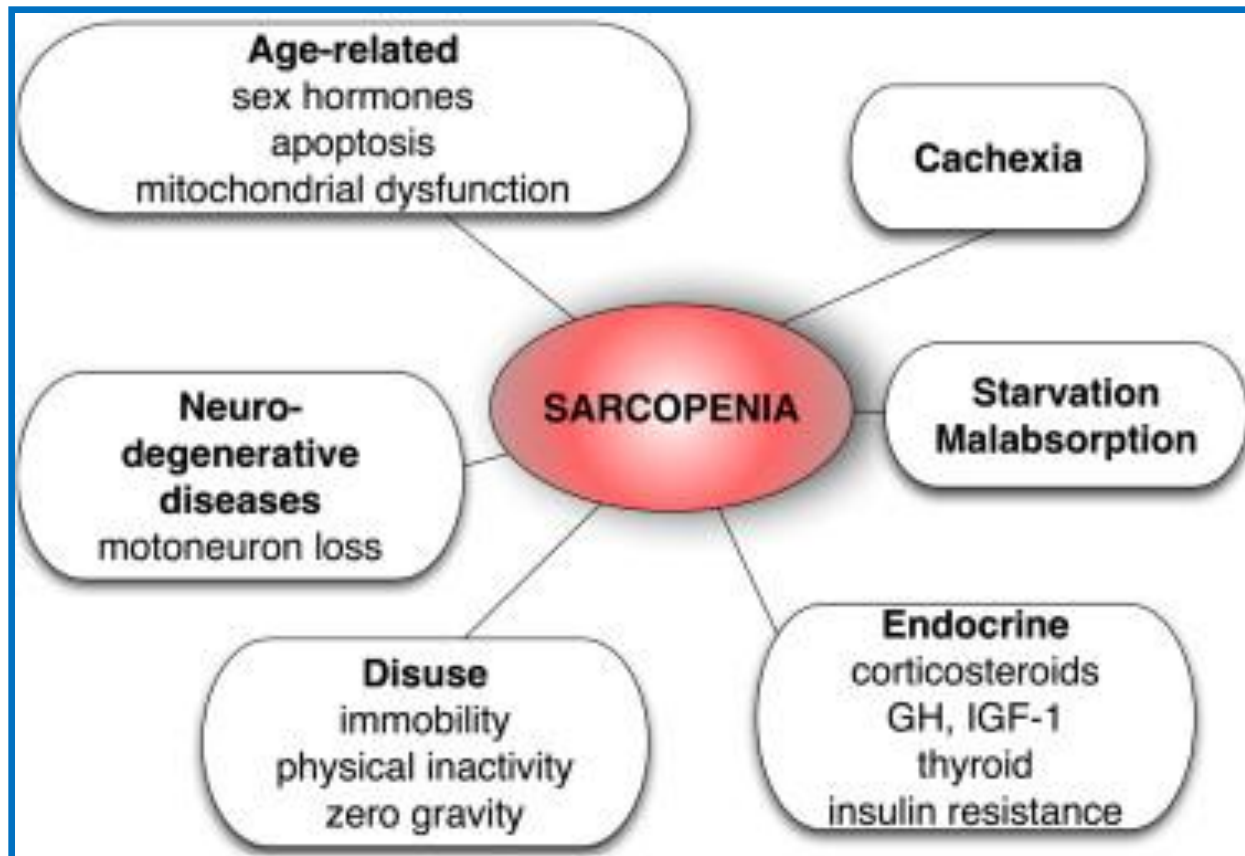 Age-related
sex hormones
apoptosis
mitochondrial dysfunction
Cachexia
SARCOPENIA
Starvation
Malabsorption
Neuro-
degenerative
diseases
motoneuron loss
Disuse
immobility
physical inactivity
zero gravity
Endocrine
corticosteroids
GH, IGF-1
thyroid
insulin resistance